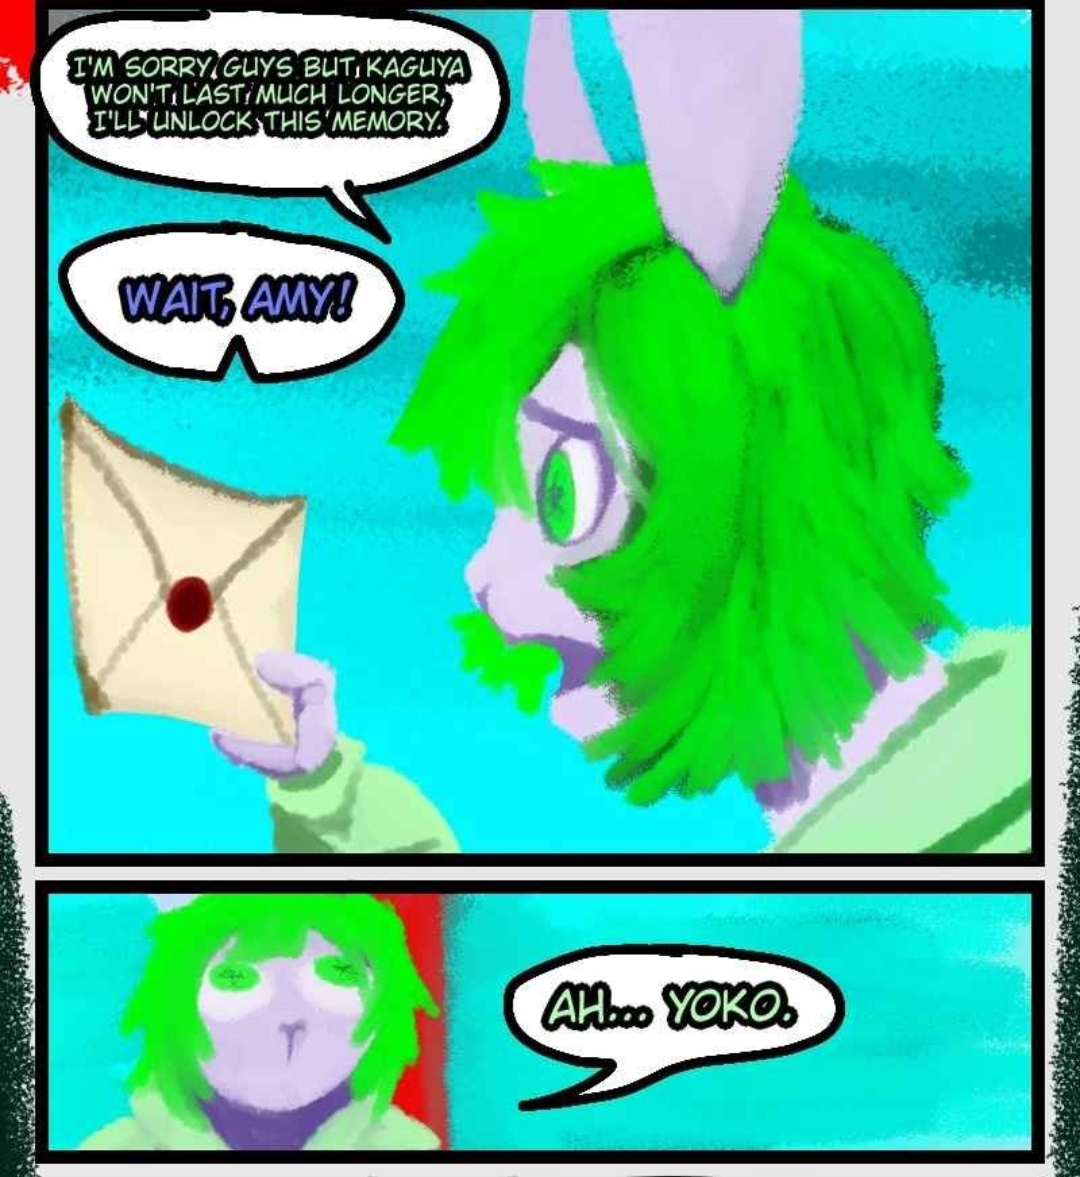 I'M SORRY GUYS BUT, KAGUYA
WON'T LAST MUCH LONGER,
I'LL UNLOCK THIS MEMORY.
WAIT, AMY!
AH... YOKO.